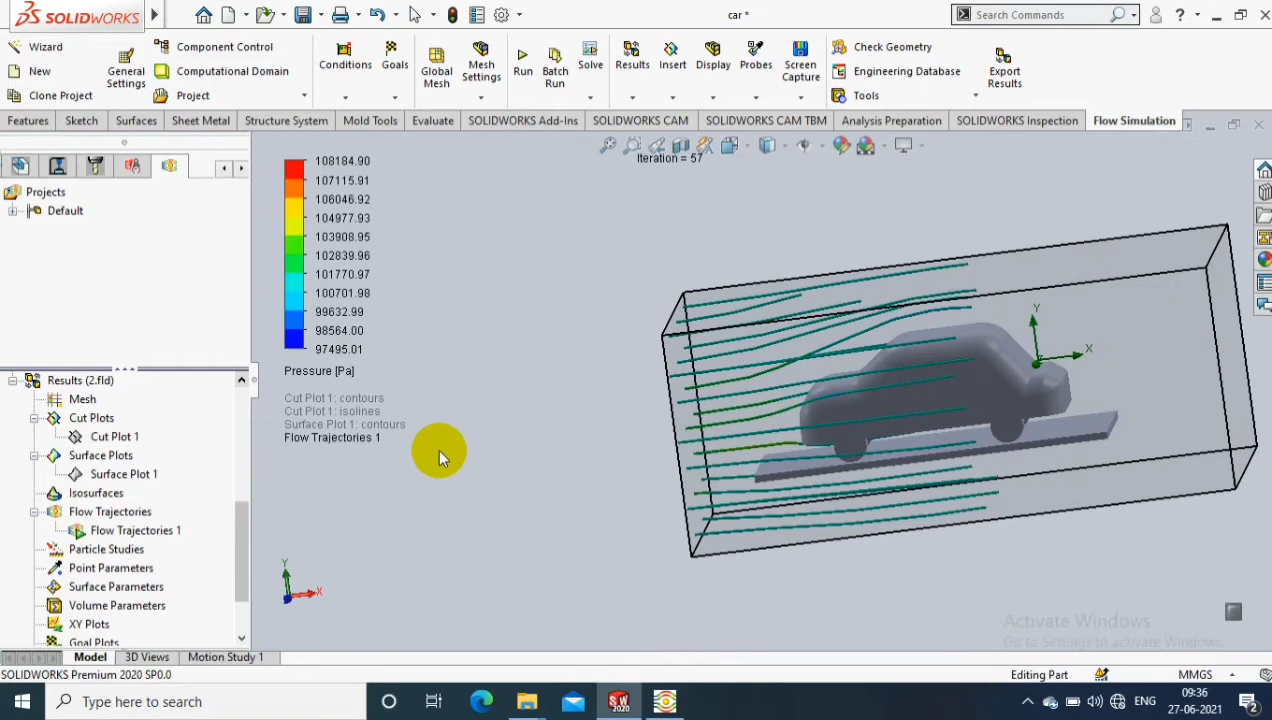 SOLIDWORKS
car *
Search Commands
Wizard
New
Clone Project
General
Settings
Component Control
Computational Domain
Project
Conditions
Goals
Global
Mesh
Mesh
Settings
Run
Batch
Run
Solve
Results
Insert
Display
Probes
Screen
Capture
Check Geometry
Engineering Database
Tools
Export
Results
Features
Sketch
Surfaces
Sheet Metal
Structure System
Mold Tools
Evaluate
SOLIDWORKS Add-Ins
SOLIDWORKS CAM
SOLIDWORKS CAM TBM
Analysis Preparation
SOLIDWORKS Inspection
Flow Simulation
Projects
Default
Results (2.fld)
Mesh
Cut Plots
Cut Plot 1
Surface Plots
Surface Plot 1
Isosurfaces
Flow Trajectories
Flow Trajectories 1
Particle Studies
Point Parameters
Surface Parameters
Volume Parameters
XY Plots
Goal Plots
108184.90
107115.91
106046.92
104977.93
103908.95
102839.96
101770.97
100701.98
99632.99
98564.00
97495.01
Pressure [Pa]
Cut Plot 1: contours
Cut Plot 1: isolines
Surface Plot 1: contours
Flow Trajectories 1
Iteration = 57
Y
X
Y
X
Activate Windows
Go to Settings to activate Windows.
Model
3D Views
Motion Study 1
SOLIDWORKS Premium 2020 SP0.0
Editing Part
MMGS
Type here to search
SW
2020
ENG
09:36
27-06-2021
2